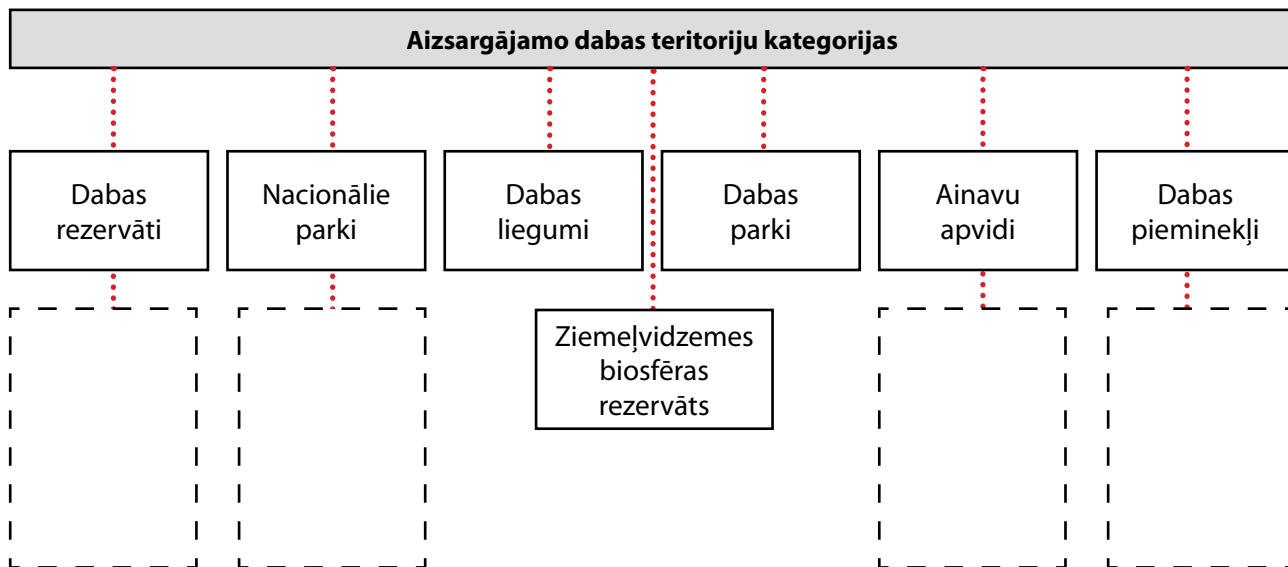 Aizsargājamo dabas teritoriju kategorijas
Dabas
rezervāti
Nacionālie
parki
Dabas
liegumi
Dabas
parki
Ainavu
apvidi
Dabas
pieminekļi
Ziemeļvidzemes
biosfēras
rezervāts